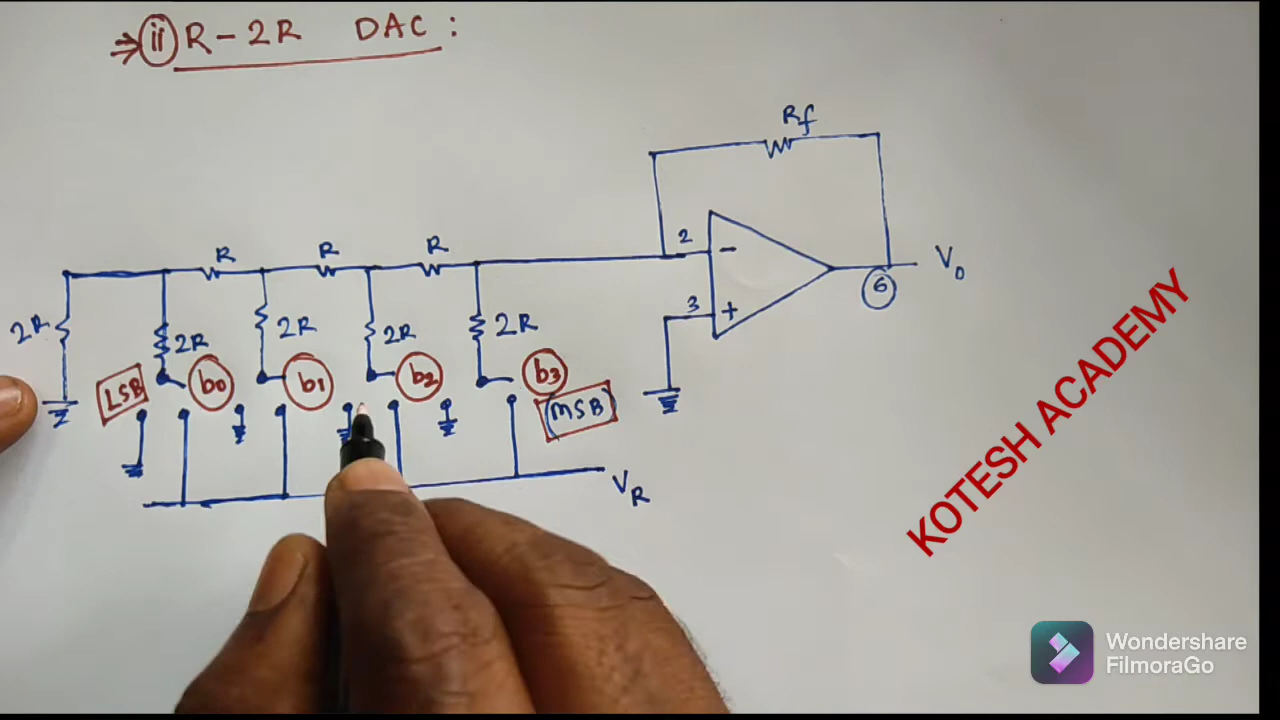 ⇒ ii R-2R DAC :
Rf
2
-
V0
6
3
+
R
R
R
2R
2R
2R
2R
2R
LSB
b0
b1
b2
b3
MSB
VR
KOTESH ACADEMY
Wondershare
FilmoraGo